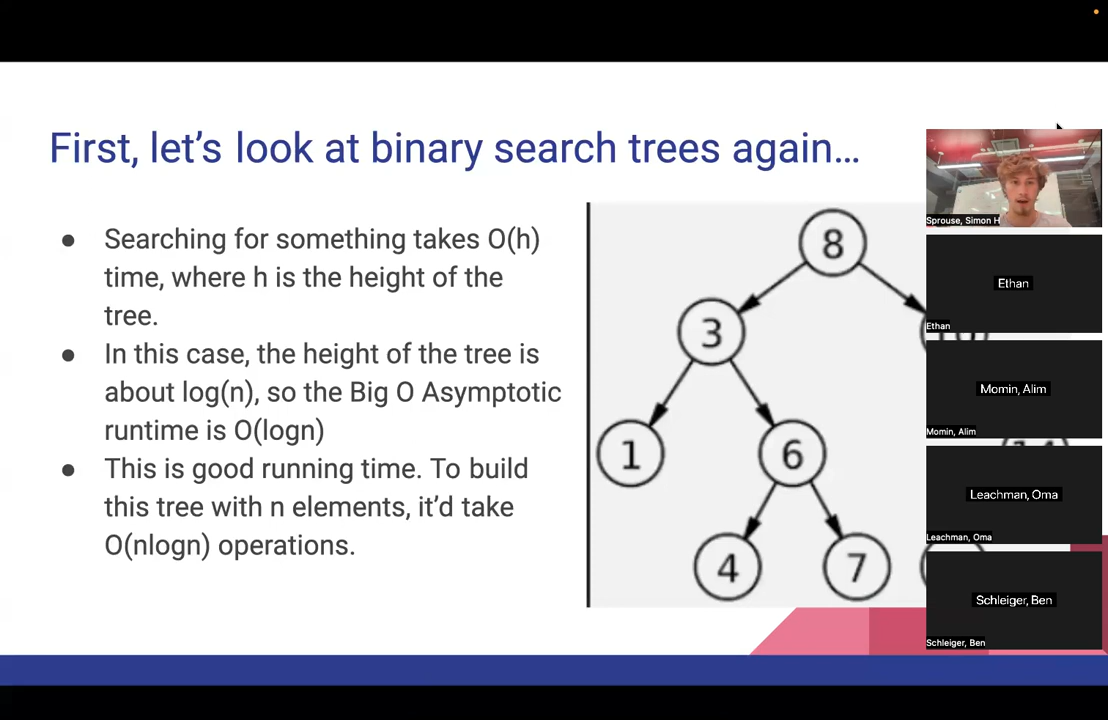 First, let's look at binary search trees again...
● Searching for something takes O(h)
time, where h is the height of the
tree.
● In this case, the height of the tree is
about log(n), so the Big O Asymptotic
runtime is O(logn)
● This is good running time. To build
this tree with n elements, it'd take
O(nlogn) operations.
8
3
1
6
4
7
Sprouse, Simon H
Ethan
Ethan
Momin, Alim
Momin, Alim
Leachman, Oma
Leachman, Oma
Schleiger, Ben
Schleiger, Ben